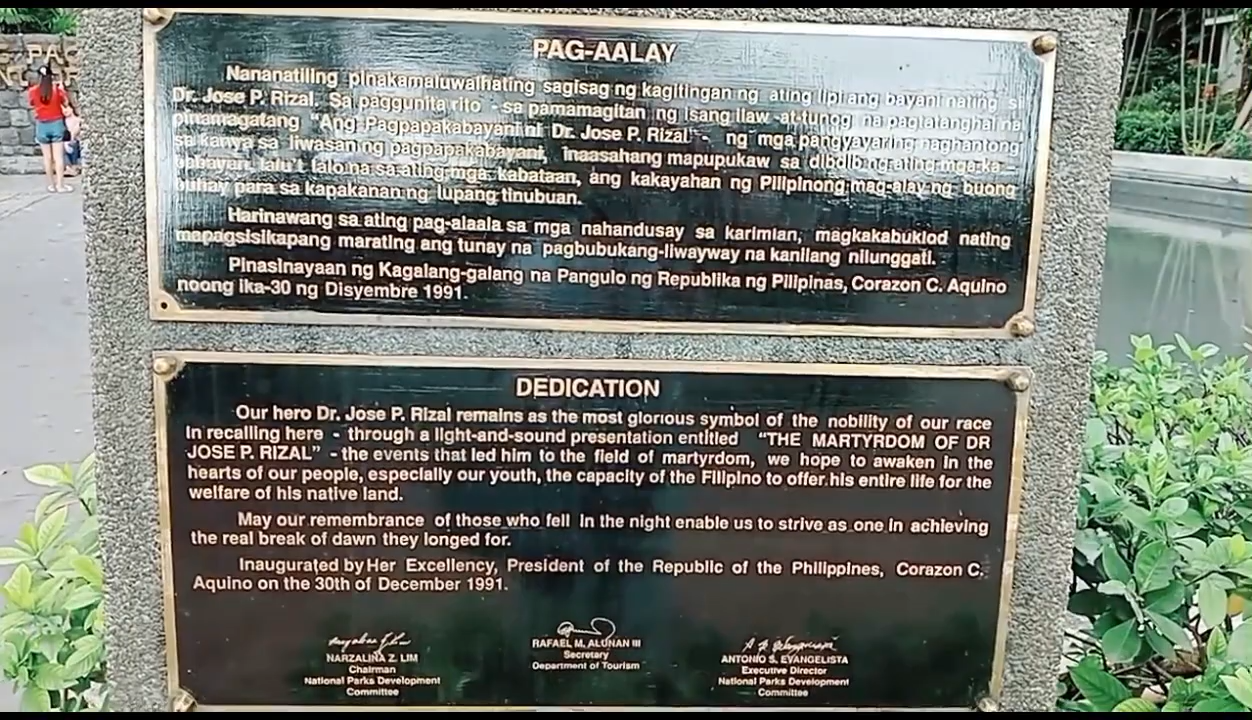 PAG-AALAY
Nananatiling pinakamaluwalhating sagisag ng kagitingan ng ating lipi ang bayani nating si
Dr. Jose P. Rizal. Sa paggunita rito - sa pamamagitan ng isang ilaw -at-tunog na pagtatanghal na
pinamagatang "Ang Pagpapakabayani ni Dr. Jose P. Rizal" - ng mga pangyayaring naghantong
sa kanya sa liwasan ng pagpapakabayani, inaasahang mapupukaw sa dibdib ng ating mga ka -
babayan, lalu't lalo na sa ating mga kabataan, ang kakayahan ng Pilipinong mag-alay ng buong
buhay para sa kapakanan ng lupang tinubuan.
Harinawang sa ating pag-alaala sa mga nahandusay sa karimlan, magkakabuklod nating
mapagsisikapang marating ang tunay na pagbubukang-liwayway na kanilang nilunggati.
Pinasinayaan ng Kagalang-galang na Pangulo ng Republika ng Pilipinas, Corazon C. Aquino
noong ika-30 ng Disyembre 1991.
DEDICATION
Our hero Dr. Jose P. Rizal remains as the most glorious symbol of the nobility of our race
In recalling here - through a light-and-sound presentation entitled "THE MARTYRDOM OF DR
JOSE P. RIZAL" - the events that led him to the field of martyrdom, we hope to awaken in the
hearts of our people, especially our youth, the capacity of the Filipino to offer his entire life for the
welfare of his native land.
May our remembrance of those who fell in the night enable us to strive as one in achieving
the real break of dawn they longed for.
Inaugurated by Her Excellency, President of the Republic of the Philippines, Corazon C.
Aquino on the 30th of December 1991.
NARZALINA Z. LIM
Chairman
National Parks Development
Committee
RAFAEL M. ALUNAN III
Secretary
Department of Tourism
ANTONIO S. EVANGELISTA
Executive Director
National Parks Development
Committee